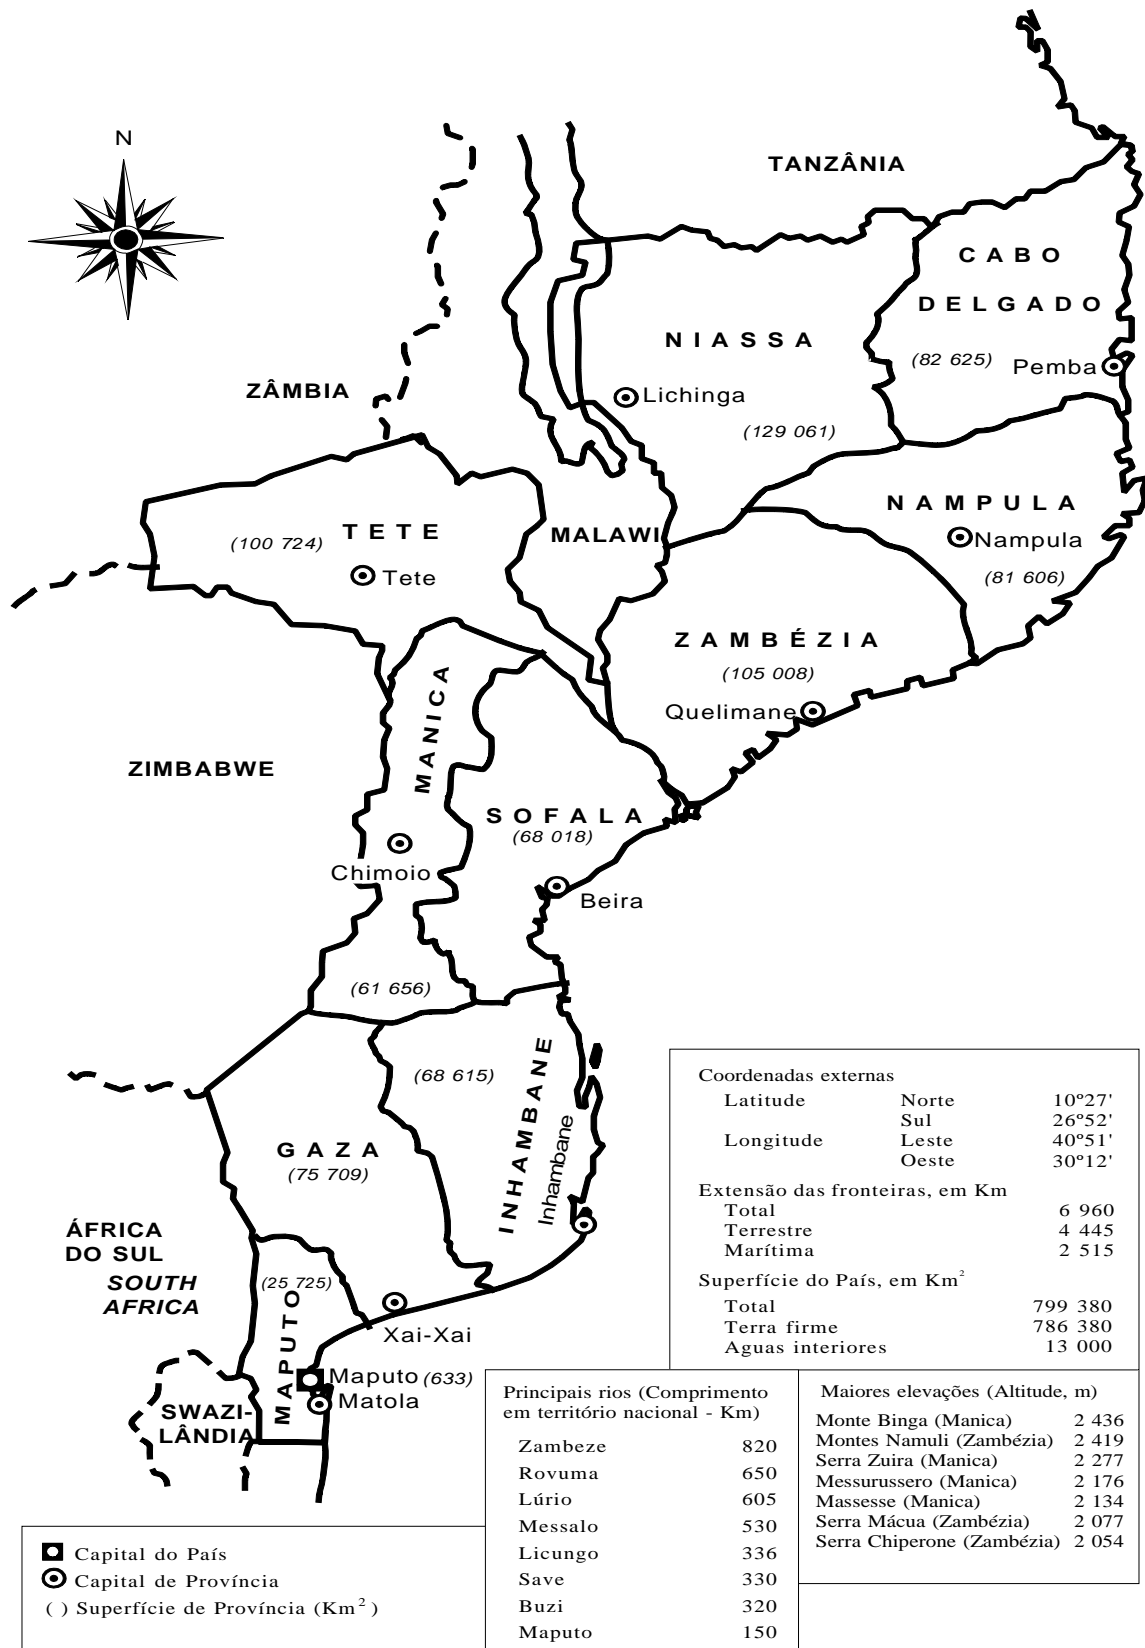 N
TANZÂNIA
CABO
DELGADO
(82 625)
Pemba
NIASSA
Lichinga
(129 061)
ZÂMBIA
NAMPULA
Nampula
(81 606)
TETE
(100 724)
Tete
MALAWI
ZAMBÉZIA
(105 008)
Quelimane
MANICA
ZIMBABWE
SOFALA
(68 018)
Chimoio
Beira
(61 656)
INHAMBANE
(68 615)
Inhambane
GAZA
(75 709)
ÁFRICA
DO SUL
SOUTH
AFRICA
(25 725)
MAPUTO
Xai-Xai
Maputo (633)
Matola
SWAZI-
LÂNDIA
Coordenadas externas
Latitude Norte 10º27'
Sul 26º52'
Longitude Leste 40º51'
Oeste 30º12'
Extensão das fronteiras, em Km
Total 6 960
Terrestre 4 445
Marítima 2 515
Superfície do País, em Km²
Total 799 380
Terra firme 786 380
Aguas interiores 13 000
Principais rios (Comprimento
em território nacional - Km)
Zambeze 820
Rovuma 650
Lúrio 605
Messalo 530
Licungo 336
Save 330
Buzi 320
Maputo 150
Maiores elevações (Altitude, m)
Monte Binga (Manica) 2 436
Montes Namuli (Zambézia) 2 419
Serra Zuira (Manica) 2 277
Messurussero (Manica) 2 176
Massesse (Manica) 2 134
Serra Mácua (Zambézia) 2 077
Serra Chiperone (Zambézia) 2 054
Capital do País
Capital de Província
( ) Superfície de Província (Km²)